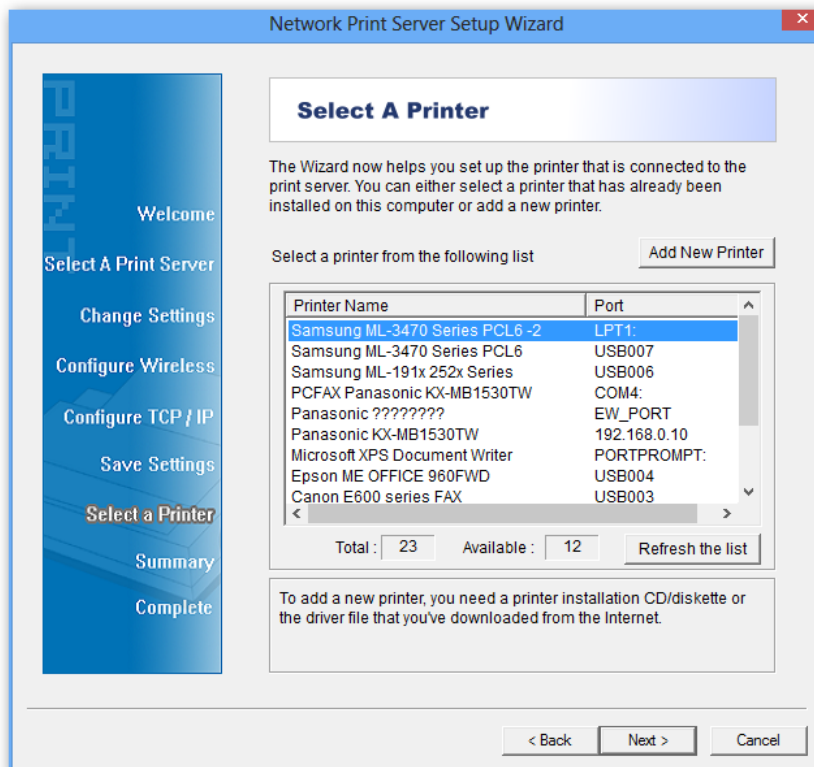 Network Print Server Setup Wizard
PRINT
Welcome
Select A Print Server
Change Settings
Configure Wireless
Configure TCP / IP
Save Settings
Select a Printer
Summary
Complete
Select A Printer
The Wizard now helps you set up the printer that is connected to the
print server. You can either select a printer that has already been
installed on this computer or add a new printer.
Select a printer from the following list
Add New Printer
Printer Name Port
Samsung ML-3470 Series PCL6 -2 LPT1:
Samsung ML-3470 Series PCL6 USB007
Samsung ML-191x 252x Series USB006
PCFAX Panasonic KX-MB1530TW COM4:
Panasonic ???????? EW_PORT
Panasonic KX-MB1530TW 192.168.0.10
Microsoft XPS Document Writer PORTPROMPT:
Epson ME OFFICE 960FWD USB004
Canon E600 series FAX USB003
Total : 23 Available : 12 Refresh the list
To add a new printer, you need a printer installation CD/diskette or
the driver file that you've downloaded from the Internet.
< Back Next > Cancel